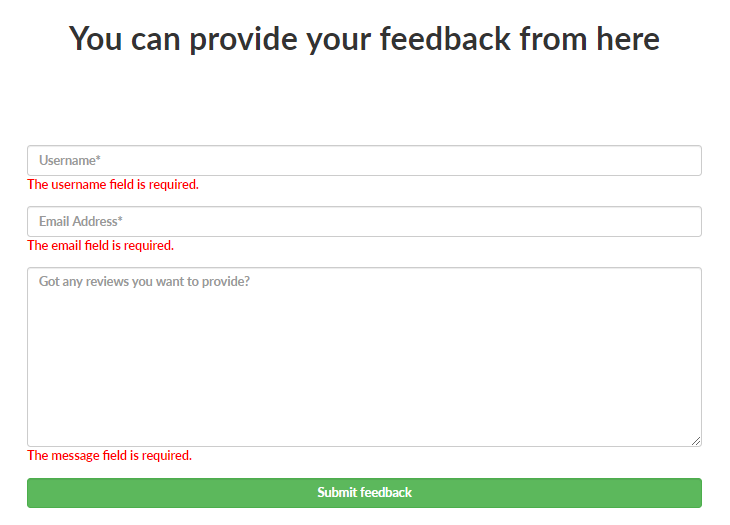 You can provide your feedback from here
Username*
The username field is required.
Email Address*
The email field is required.
Got any reviews you want to provide?
The message field is required.
Submit feedback